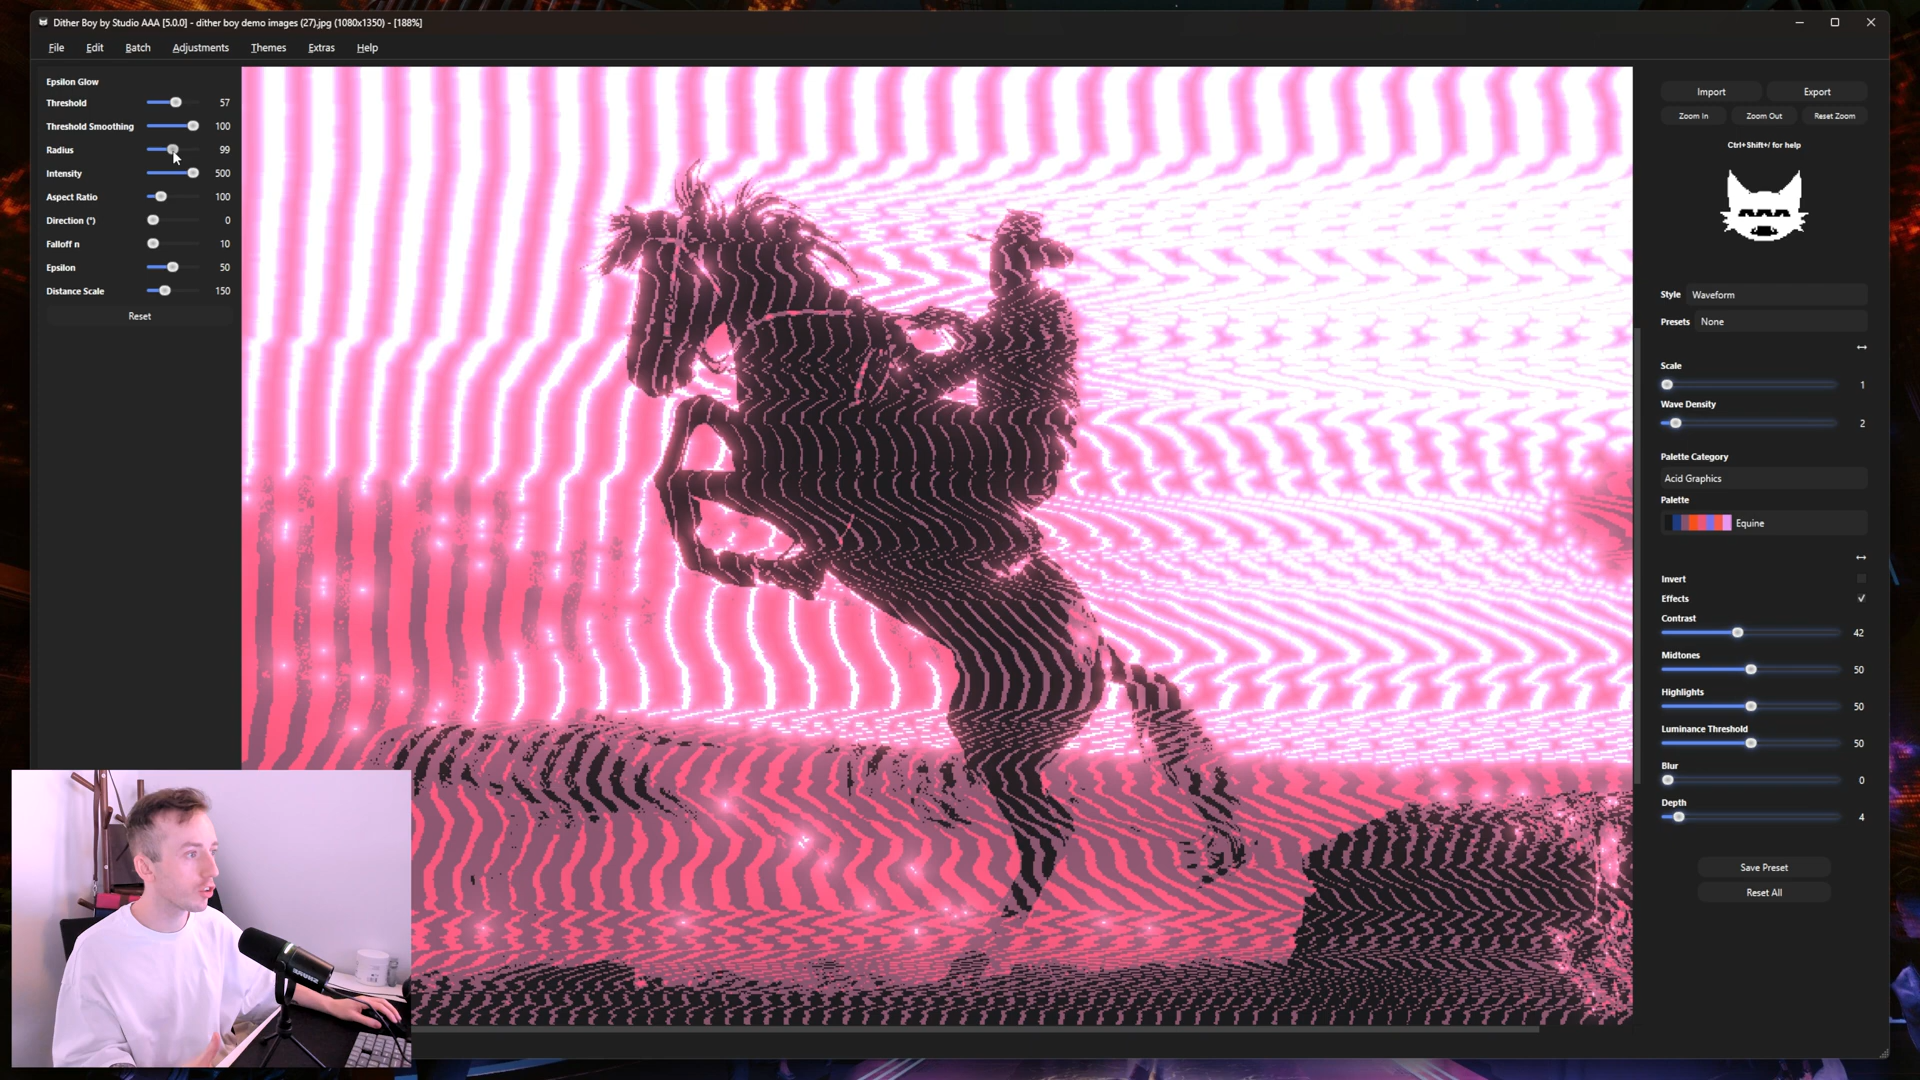 Dither Boy by Studio AAA [5.0.0] - dither boy demo images (27).jpg (1080x1350) - [188%]
File Edit Batch Adjustments Themes Extras Help
Epsilon Glow
Threshold 57
Threshold Smoothing 100
Radius 99
Intensity 500
Aspect Ratio 100
Direction (°) 0
Falloff n 10
Epsilon 50
Distance Scale 150
Reset
Import Export
Zoom In Zoom Out Reset Zoom
Ctrl+Shift+/ for help
AAA
Style Waveform
Presets None
Scale
1
Wave Density
2
Palette Category
Acid Graphics
Palette
Equine
Invert
Effects
Contrast
42
Midtones
50
Highlights
50
Luminance Threshold
50
Blur
0
Depth
4
Save Preset
Reset All